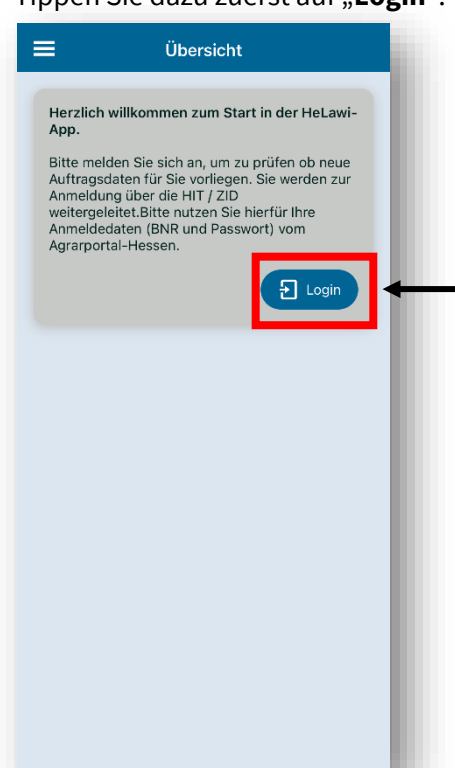 Tippen Sie dazu zuerst auf „Login“.
Übersicht
Herzlich willkommen zum Start in der HeLawi-
App.
Bitte melden Sie sich an, um zu prüfen ob neue
Auftragsdaten für Sie vorliegen. Sie werden zur
Anmeldung über die HIT / ZID
weitergeleitet.Bitte nutzen Sie hierfür Ihre
Anmeldedaten (BNR und Passwort) vom
Agrarportal-Hessen.
Login